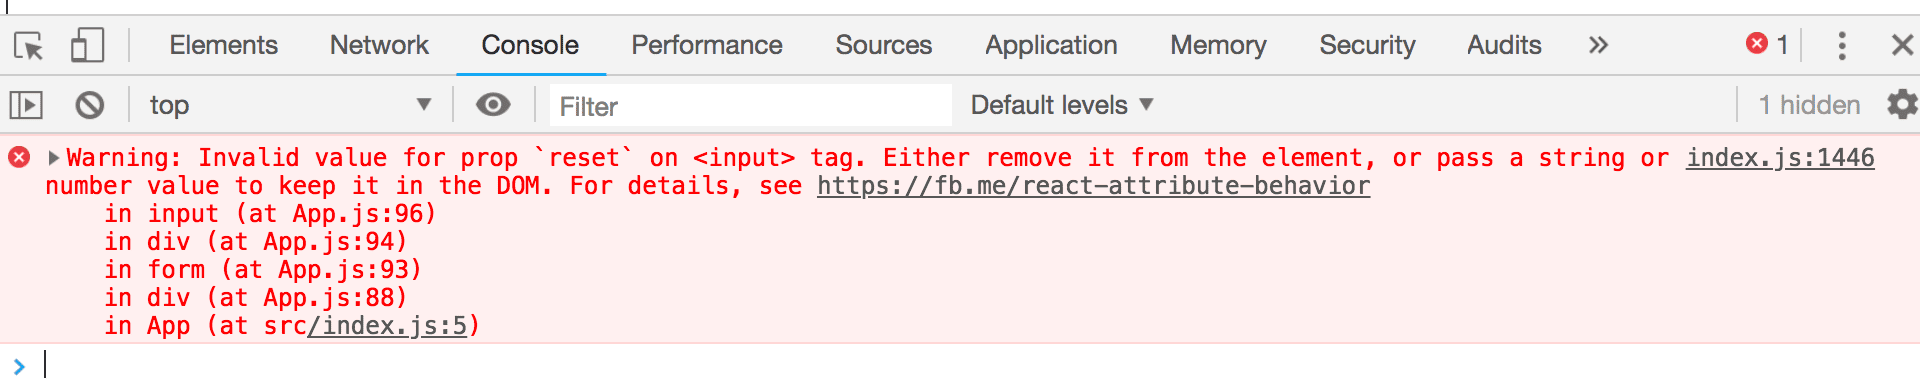 Elements Network Console Performance Sources Application Memory Security Audits » 1
top Filter Default levels 1 hidden
Warning: Invalid value for prop `reset` on <input> tag. Either remove it from the element, or pass a string or index.js:1446
number value to keep it in the DOM. For details, see https://fb.me/react-attribute-behavior
in input (at App.js:96)
in div (at App.js:94)
in form (at App.js:93)
in div (at App.js:88)
in App (at src/index.js:5)